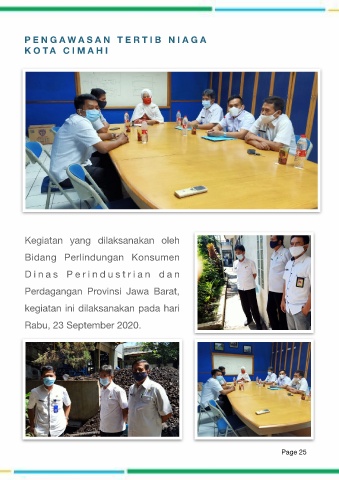 PENGAWASAN TERTIB NIAGA
KOTA CIMAHI
Kegiatan yang dilaksanakan oleh
Bidang Perlindungan Konsumen
Dinas Perindustrian dan
Perdagangan Provinsi Jawa Barat,
kegiatan ini dilaksanakan pada hari
Rabu, 23 September 2020.
Page 25